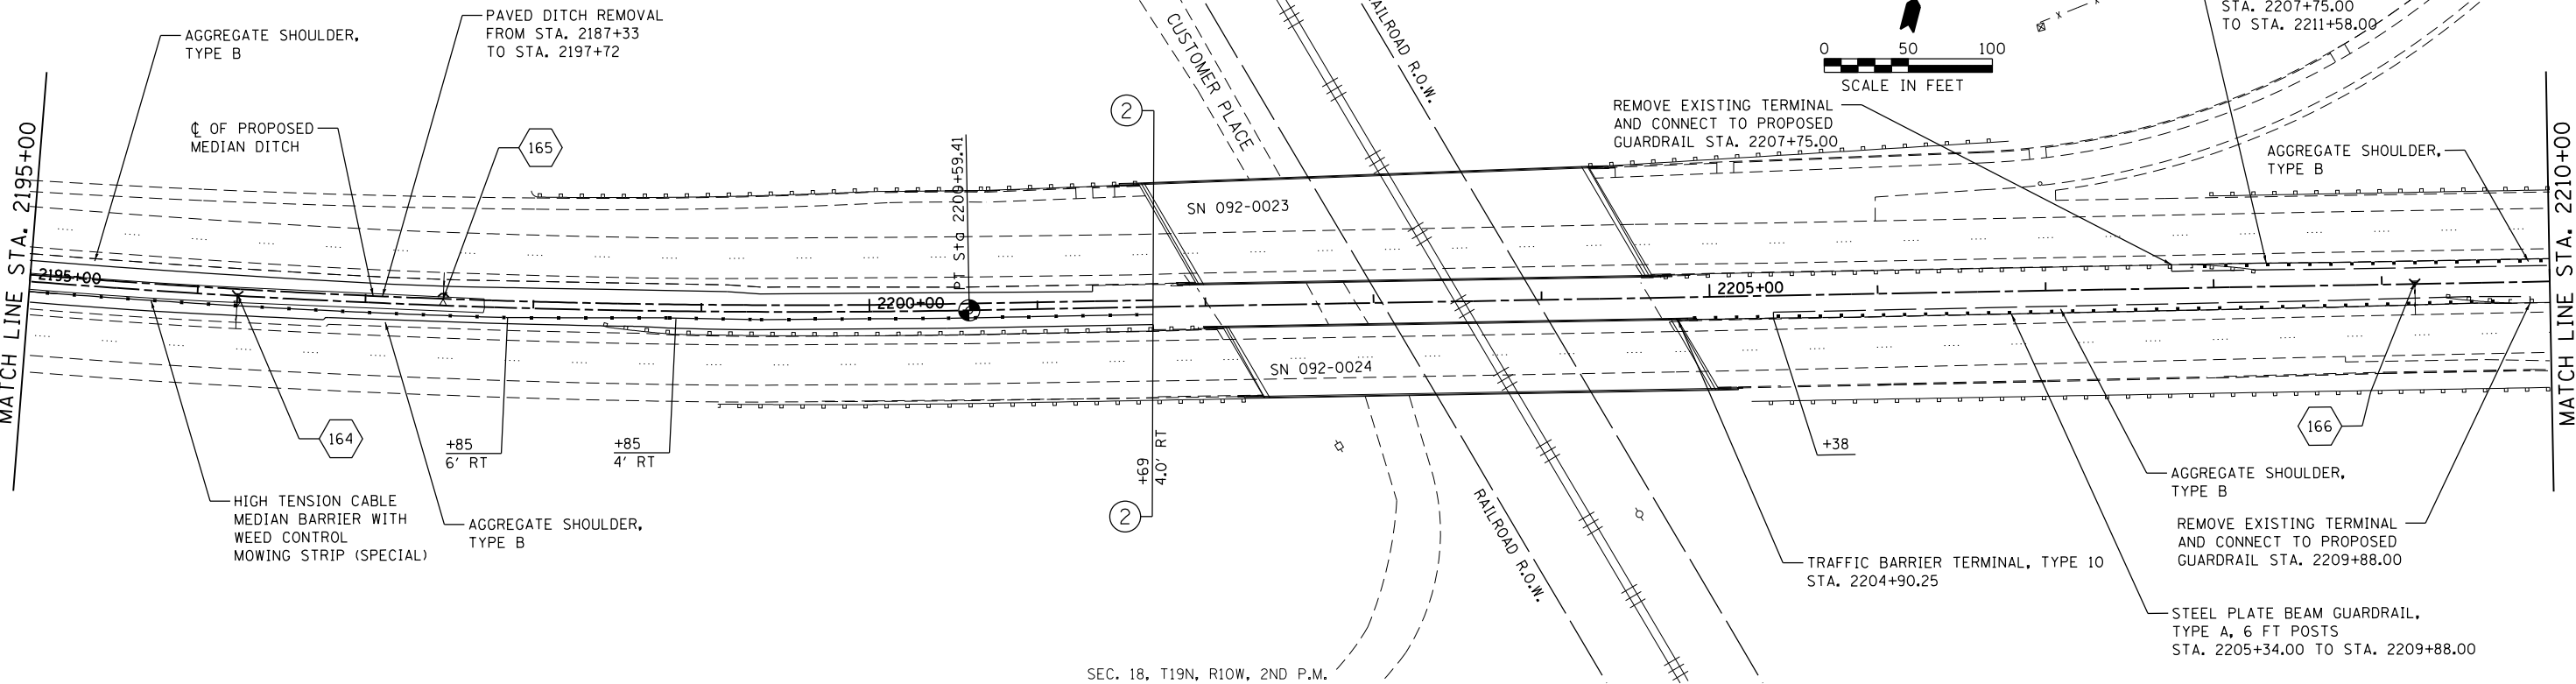 PAVED DITCH REMOVAL
FROM STA. 2187+33
TO STA. 2197+72
AGGREGATE SHOULDER,
TYPE B
℄ OF PROPOSED
MEDIAN DITCH
165
MATCH LINE STA. 2195+00
2195+00
164
HIGH TENSION CABLE
MEDIAN BARRIER WITH
WEED CONTROL
MOWING STRIP (SPECIAL)
AGGREGATE SHOULDER,
TYPE B
+85
6' RT
+85
4' RT
2200+00
PT Sta 2200+59.41
2
2
+69
4.0' RT
CUSTOMER PLACE
RAILROAD R.O.W.
SN 092-0023
SN 092-0024
RAILROAD R.O.W.
SEC. 18, T19N, R10W, 2ND P.M.
0 50 100
SCALE IN FEET
STA. 2207+75.00
TO STA. 2211+58.00
REMOVE EXISTING TERMINAL
AND CONNECT TO PROPOSED
GUARDRAIL STA. 2207+75.00
AGGREGATE SHOULDER,
TYPE B
2205+00
+38
166
TRAFFIC BARRIER TERMINAL, TYPE 10
STA. 2204+90.25
AGGREGATE SHOULDER,
TYPE B
REMOVE EXISTING TERMINAL
AND CONNECT TO PROPOSED
GUARDRAIL STA. 2209+88.00
STEEL PLATE BEAM GUARDRAIL,
TYPE A, 6 FT POSTS
STA. 2205+34.00 TO STA. 2209+88.00
MATCH LINE STA. 2210+00